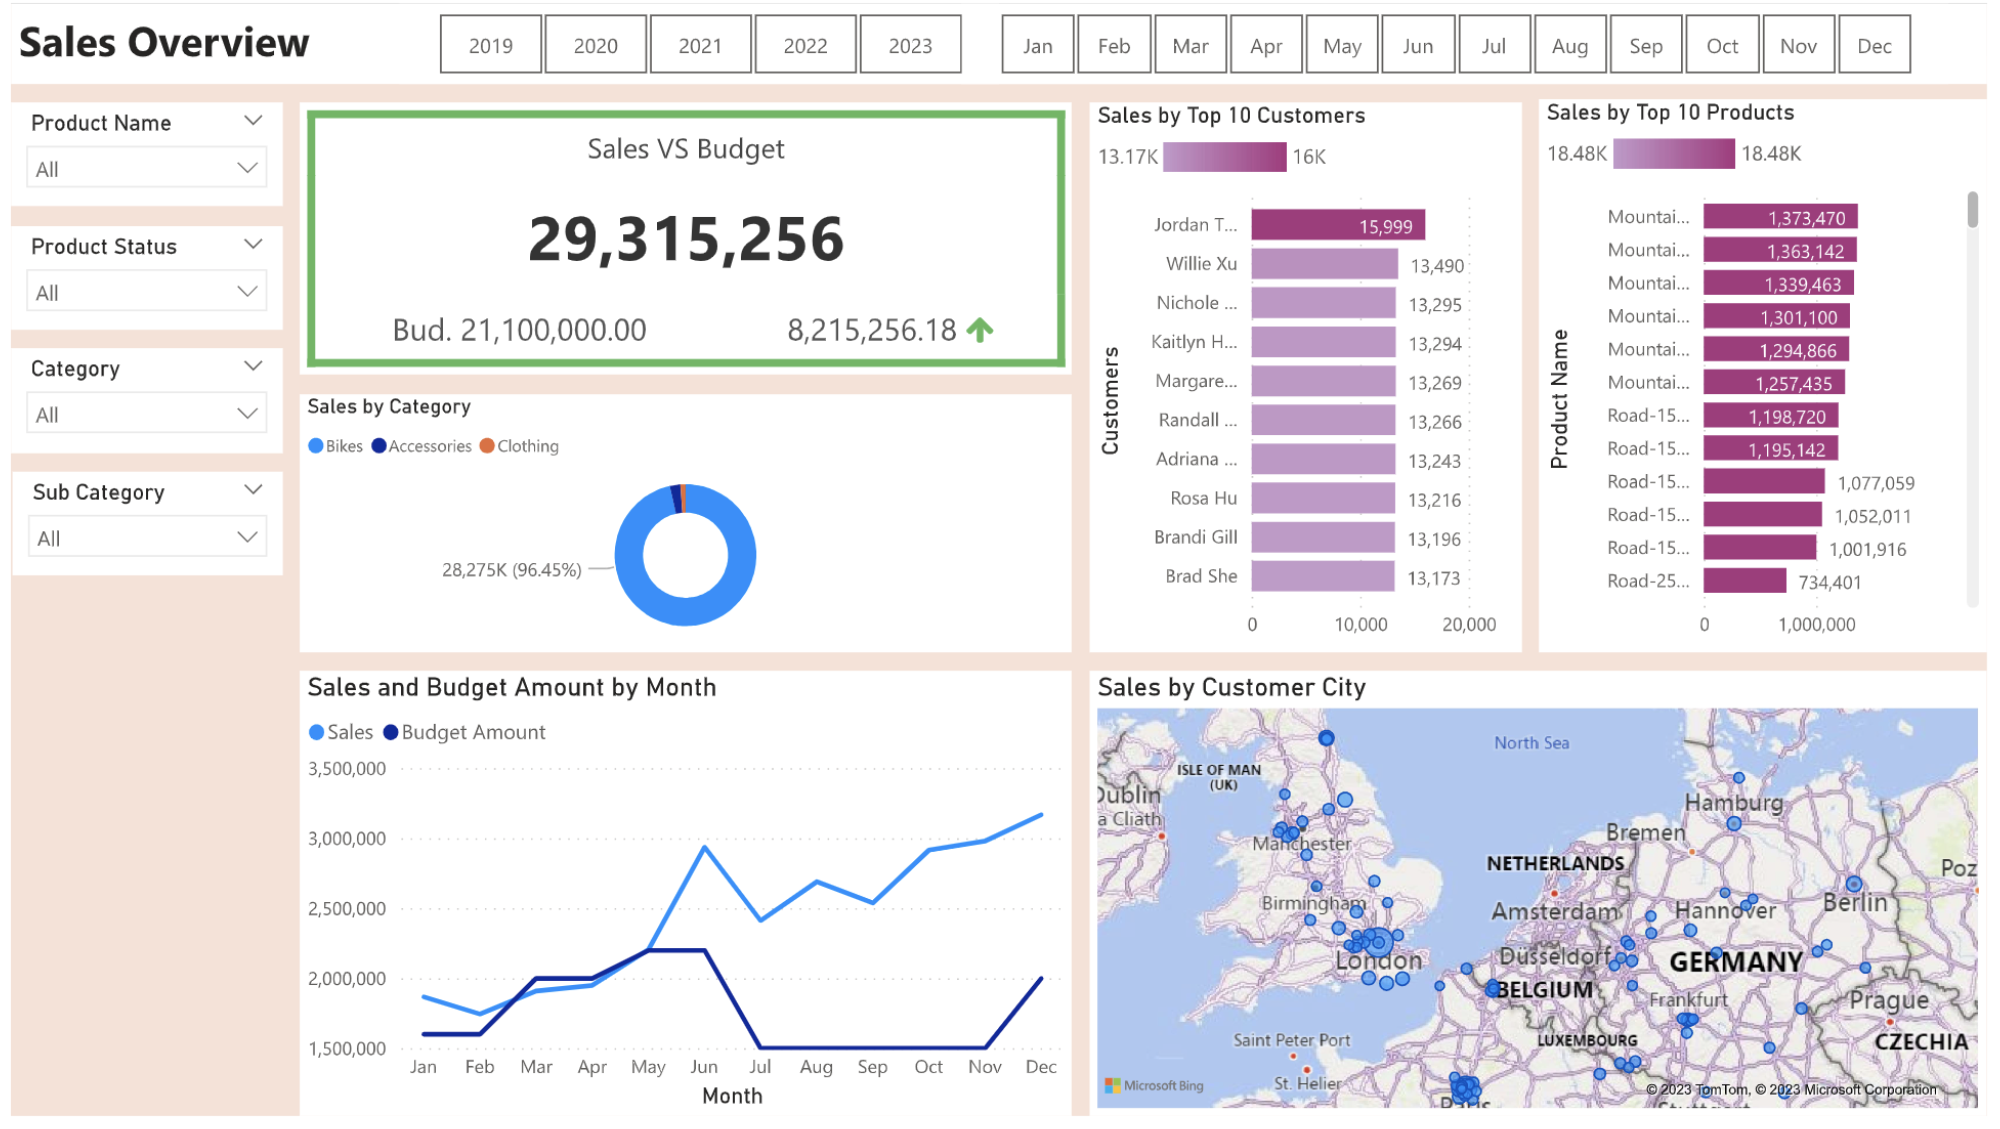 Sales Overview
2019 2020 2021 2022 2023
Jan Feb Mar Apr May Jun Jul Aug Sep Oct Nov Dec
Product Name
All
Product Status
All
Category
All
Sub Category
All
Sales VS Budget
29,315,256
Bud. 21,100,000.00 8,215,256.18
Sales by Category
Bikes Accessories Clothing
28,275K (96.45%)
Sales by Top 10 Customers
13.17K 16K
Customers
Jordan T... 15,999
Willie Xu 13,490
Nichole ... 13,295
Kaitlyn H... 13,294
Margare... 13,269
Randall ... 13,266
Adriana ... 13,243
Rosa Hu 13,216
Brandi Gill 13,196
Brad She 13,173
0 10,000 20,000
Sales by Top 10 Products
18.48K 18.48K
Product Name
Mountai... 1,373,470
Mountai... 1,363,142
Mountai... 1,339,463
Mountai... 1,301,100
Mountai... 1,294,866
Mountai... 1,257,435
Road-15... 1,198,720
Road-15... 1,195,142
Road-15... 1,077,059
Road-15... 1,052,011
Road-15... 1,001,916
Road-25... 734,401
0 1,000,000
Sales and Budget Amount by Month
Sales Budget Amount
3,500,000
3,000,000
2,500,000
2,000,000
1,500,000
Jan Feb Mar Apr May Jun Jul Aug Sep Oct Nov Dec
Month
Sales by Customer City
North Sea
ISLE OF MAN
(UK)
Dublin
a Cliath
Hamburg
Bremen
Manchester
NETHERLANDS
Poz
Birmingham
Amsterdam
Hannover
Berlin
London
Düsseldorf
GERMANY
BELGIUM
Frankfurt
Prague
Saint Peter Port
LUXEMBOURG
CZECHIA
St. Helier
Microsoft Bing
© 2023 TomTom, © 2023 Microsoft Corporation
Paris
Stuttgart